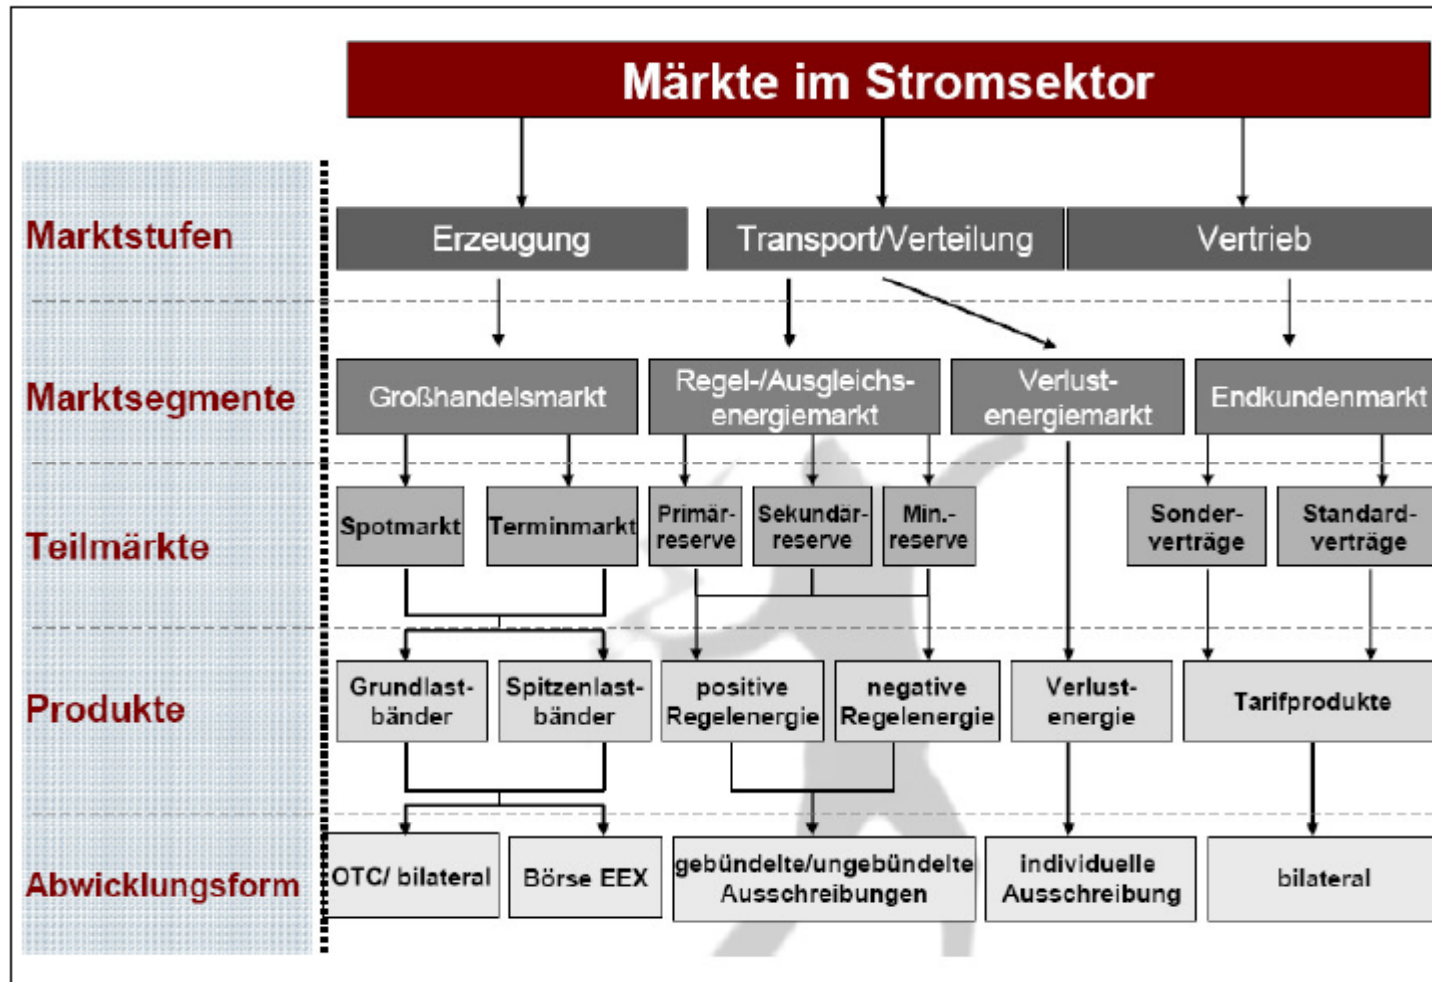 Märkte im Stromsektor
Marktstufen
Erzeugung
Transport/Verteilung
Vertrieb
Marktsegmente
Großhandelsmarkt
Regel-/Ausgleichs-
energiemarkt
Verlust-
energiemarkt
Endkundenmarkt
Teilmärkte
Spotmarkt
Terminmarkt
Primär-
reserve
Sekundär-
reserve
Min.-
reserve
Sonder-
verträge
Standard-
verträge
Produkte
Grundlast-
bänder
Spitzenlast-
bänder
positive
Regelenergie
negative
Regelenergie
Verlust-
energie
Tarifprodukte
Abwicklungsform
OTC/ bilateral
Börse EEX
gebündelte/ungebündelte
Ausschreibungen
individuelle
Ausschreibung
bilateral